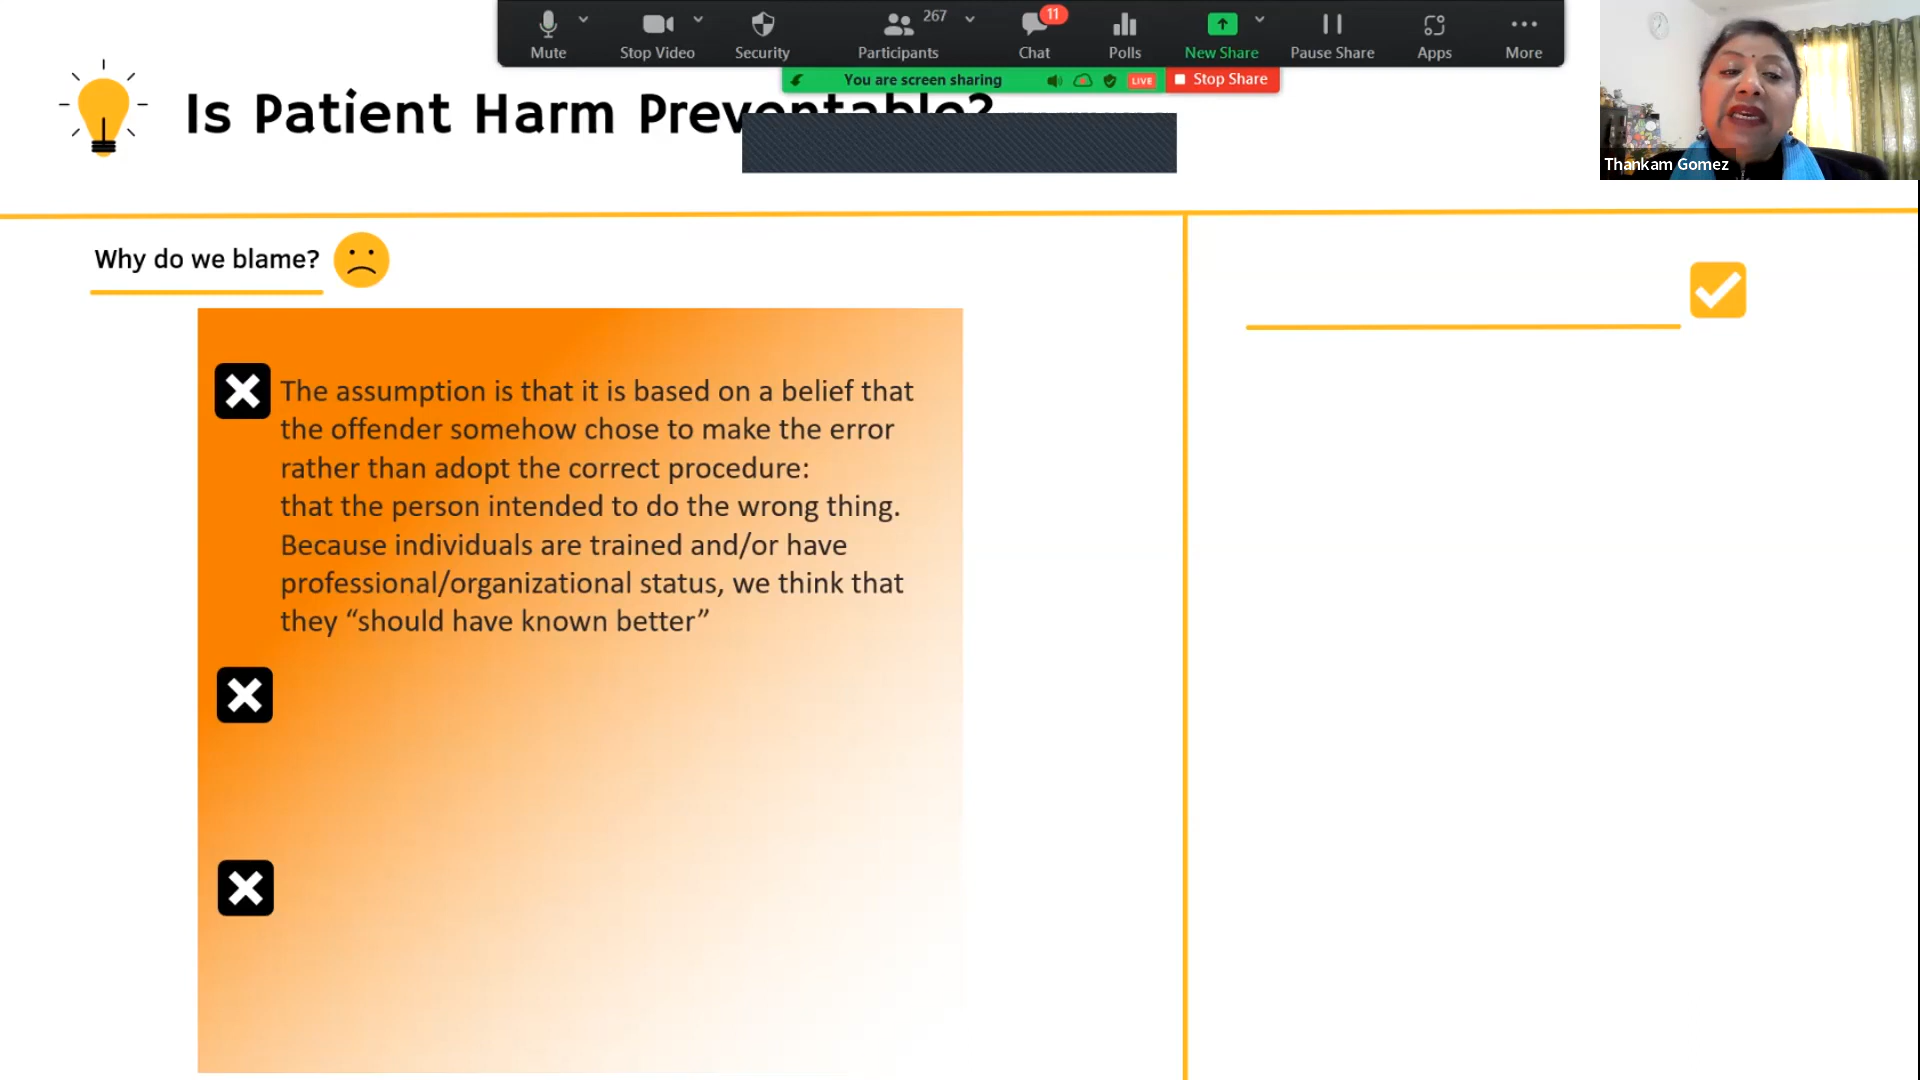 267
11
Mute
Stop Video
Security
Participants
Chat
Polls
New Share
Pause Share
Apps
More
You are screen sharing
LIVE
Stop Share
Is Patient Harm Preventable?
Thankam Gomez
Why do we blame?
The assumption is that it is based on a belief that
the offender somehow chose to make the error
rather than adopt the correct procedure:
that the person intended to do the wrong thing.
Because individuals are trained and/or have
professional/organizational status, we think that
they “should have known better”